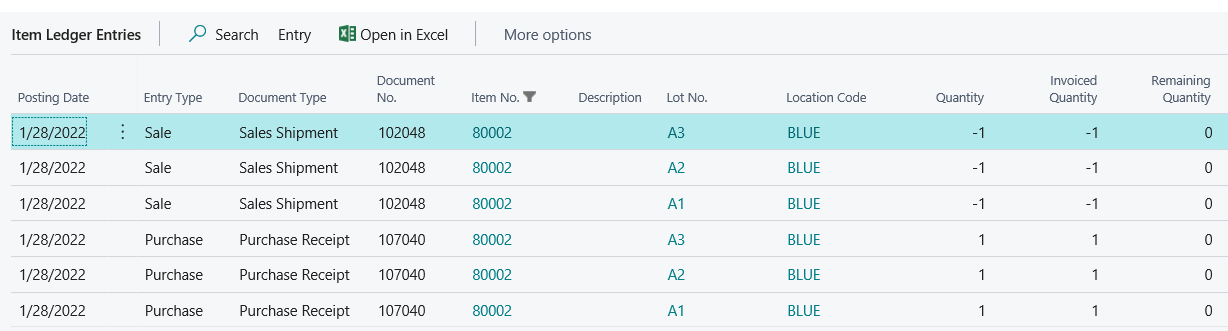 Item Ledger Entries Search Entry Open in Excel More options
Document Invoiced Remaining
Posting Date Entry Type Document Type No. Item No. Description Lot No. Location Code Quantity Quantity Quantity
1/28/2022 Sale Sales Shipment 102048 80002 A3 BLUE -1 -1 0
1/28/2022 Sale Sales Shipment 102048 80002 A2 BLUE -1 -1 0
1/28/2022 Sale Sales Shipment 102048 80002 A1 BLUE -1 -1 0
1/28/2022 Purchase Purchase Receipt 107040 80002 A3 BLUE 1 1 0
1/28/2022 Purchase Purchase Receipt 107040 80002 A2 BLUE 1 1 0
1/28/2022 Purchase Purchase Receipt 107040 80002 A1 BLUE 1 1 0